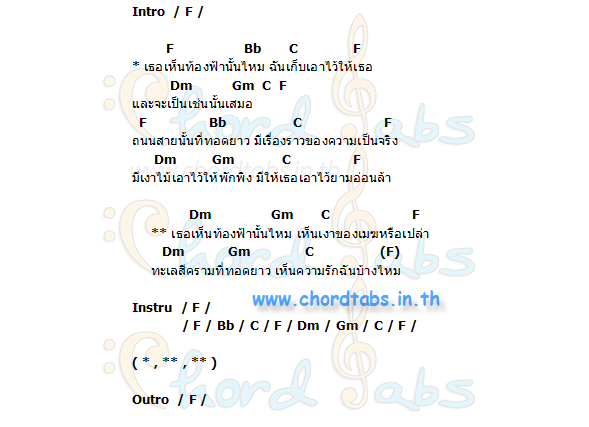 Intro / F /
F Bb C F
* เธอเห็นท้องฟ้านั้นไหม ฉันเก็บเอาไว้ให้เธอ
Dm Gm C F
และจะเป็นเช่นนั้นเสมอ
F Bb C F
ถนนสายนั้นที่ทอดยาว มีเรื่องราวของความเป็นจริง
Dm Gm C F
มีเงาไม้เอาไว้ให้พักพิง มีให้เธอเอาไว้ยามอ่อนล้า
Dm Gm C F
** เธอเห็นท้องฟ้านั้นไหม เห็นเงาของเมฆหรือเปล่า
Dm Gm C (F)
ทะเลสีครามที่ทอดยาว เห็นความรักฉันบ้างไหม
www.chordtabs.in.th
Instru / F /
/ F / Bb / C / F / Dm / Gm / C / F /
( * , ** , ** )
Outro / F /